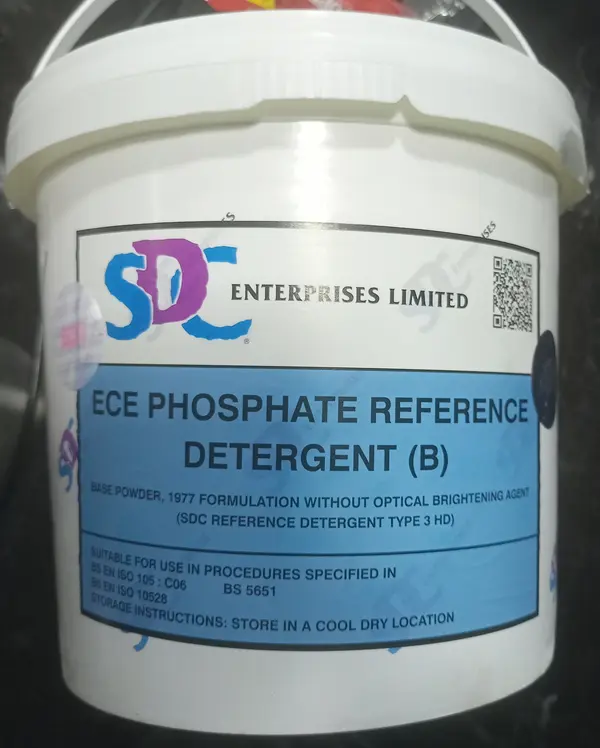 SDC ENTERPRISES LIMITED
ECE PHOSPHATE REFERENCE
DETERGENT (B)
BASE POWDER, 1977 FORMULATION WITHOUT OPTICAL BRIGHTENING AGENT
(SDC REFERENCE DETERGENT TYPE 3 HD)
SUITABLE FOR USE IN PROCEDURES SPECIFIED IN
BS EN ISO 105 : C06 BS 5651
BS EN ISO 10528
STORAGE INSTRUCTIONS: STORE IN A COOL DRY LOCATION